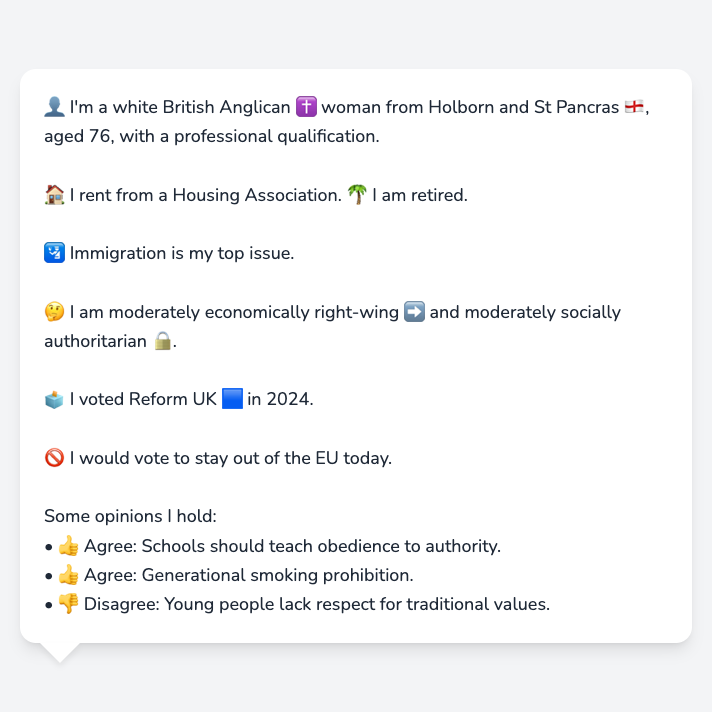 👤 I'm a white British Anglican ✝️ woman from Holborn and St Pancras 🏴󠁧󠁢󠁥󠁮󠁧󠁿,
aged 76, with a professional qualification.
🏠 I rent from a Housing Association. 🌴 I am retired.
🛂 Immigration is my top issue.
🤔 I am moderately economically right-wing ➡️ and moderately socially
authoritarian 🔒.
🗳️ I voted Reform UK 🟦 in 2024.
🚫 I would vote to stay out of the EU today.
Some opinions I hold:
• 👍 Agree: Schools should teach obedience to authority.
• 👍 Agree: Generational smoking prohibition.
• 👎 Disagree: Young people lack respect for traditional values.